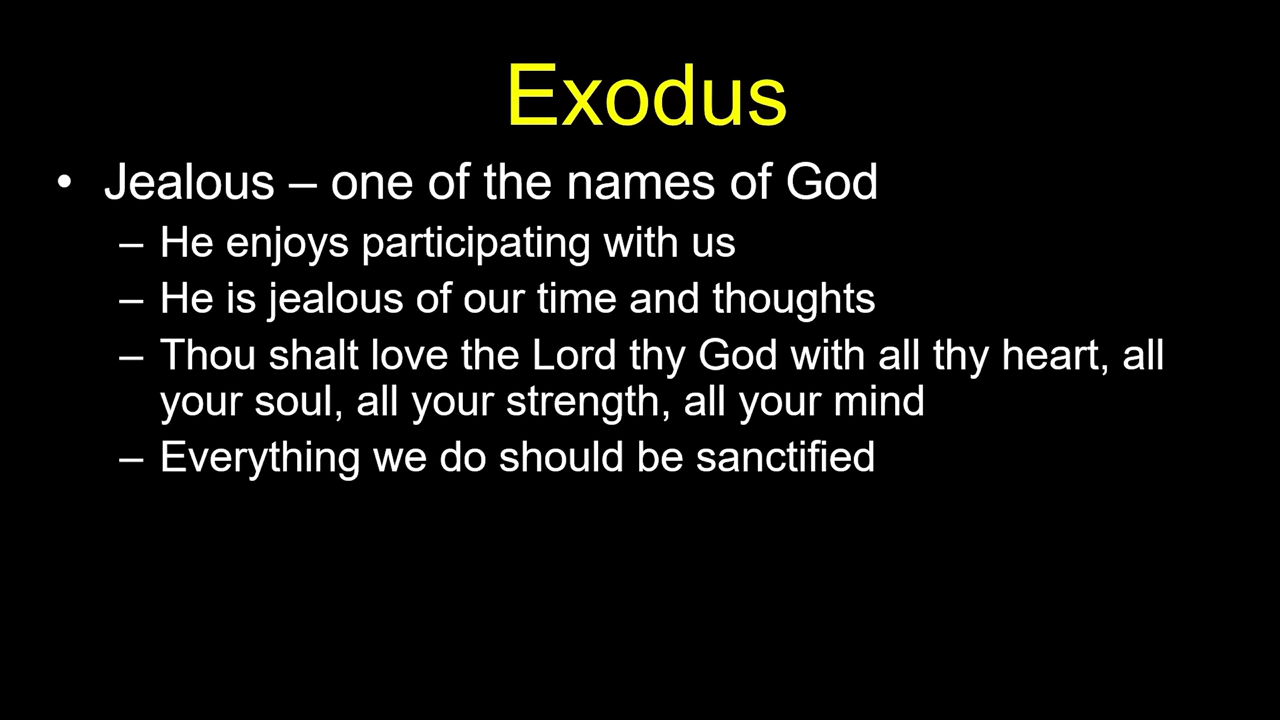 Exodus
• Jealous – one of the names of God
– He enjoys participating with us
– He is jealous of our time and thoughts
– Thou shalt love the Lord thy God with all thy heart, all
your soul, all your strength, all your mind
– Everything we do should be sanctified